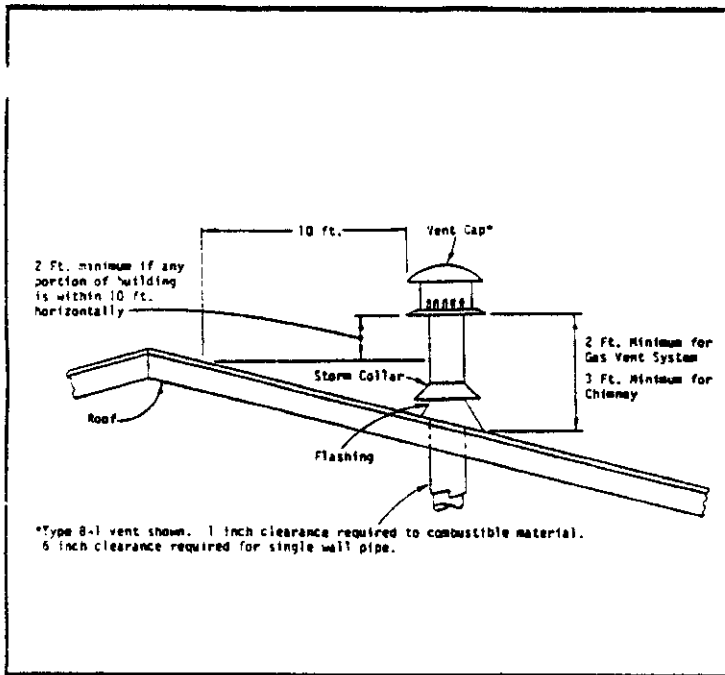 10 ft.
Vent Cap*
2 Ft. minimum if any
portion of building
is within 10 ft.
horizontally
2 Ft. Minimum for
Gas Vent System
3 Ft. Minimum for
Chimney
Storm Collar
Roof
Flashing
*Type B-1 vent shown. 1 inch clearance required to combustible material.
6 inch clearance required for single wall pipe.